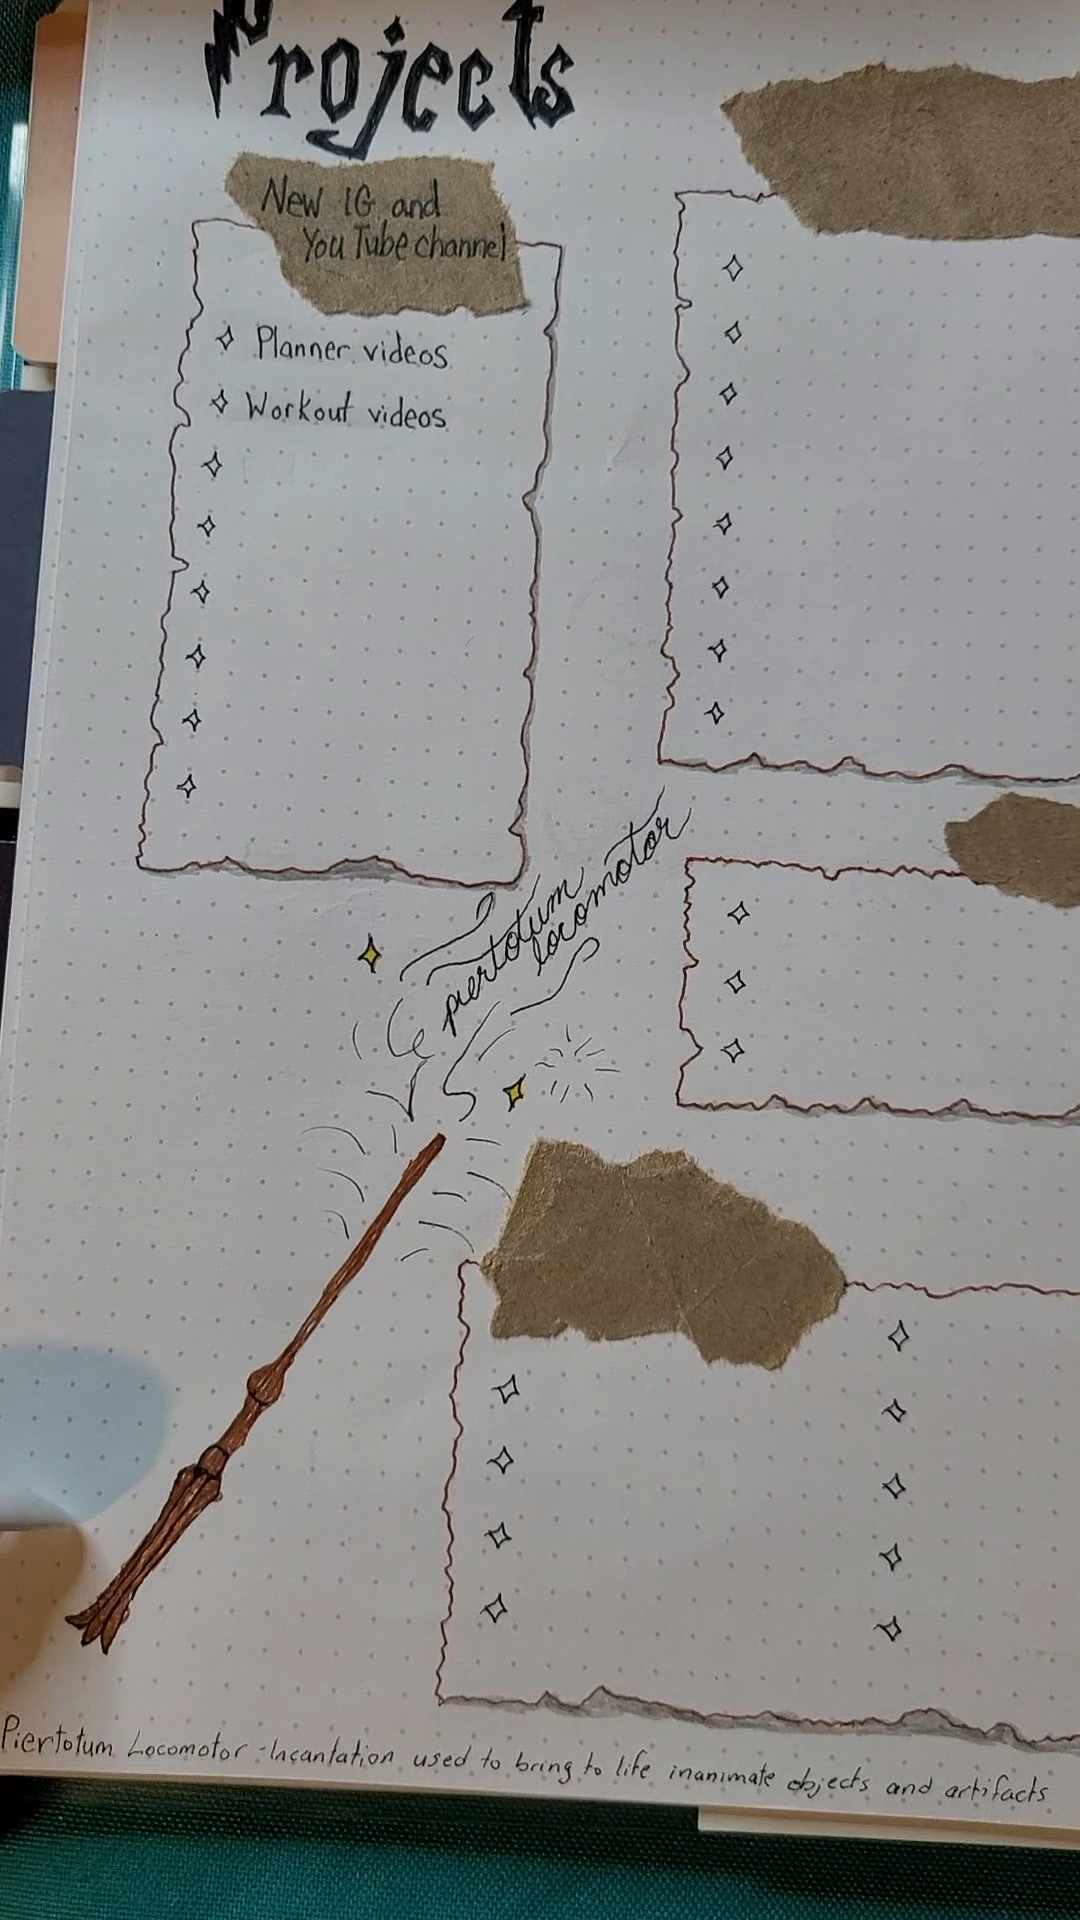 Projects
New IG and
YouTube channel
Planner videos
Workout videos
piertotum
locomotor
Piertotum Locomotor - Incantation used to bring to life inanimate objects and artifacts